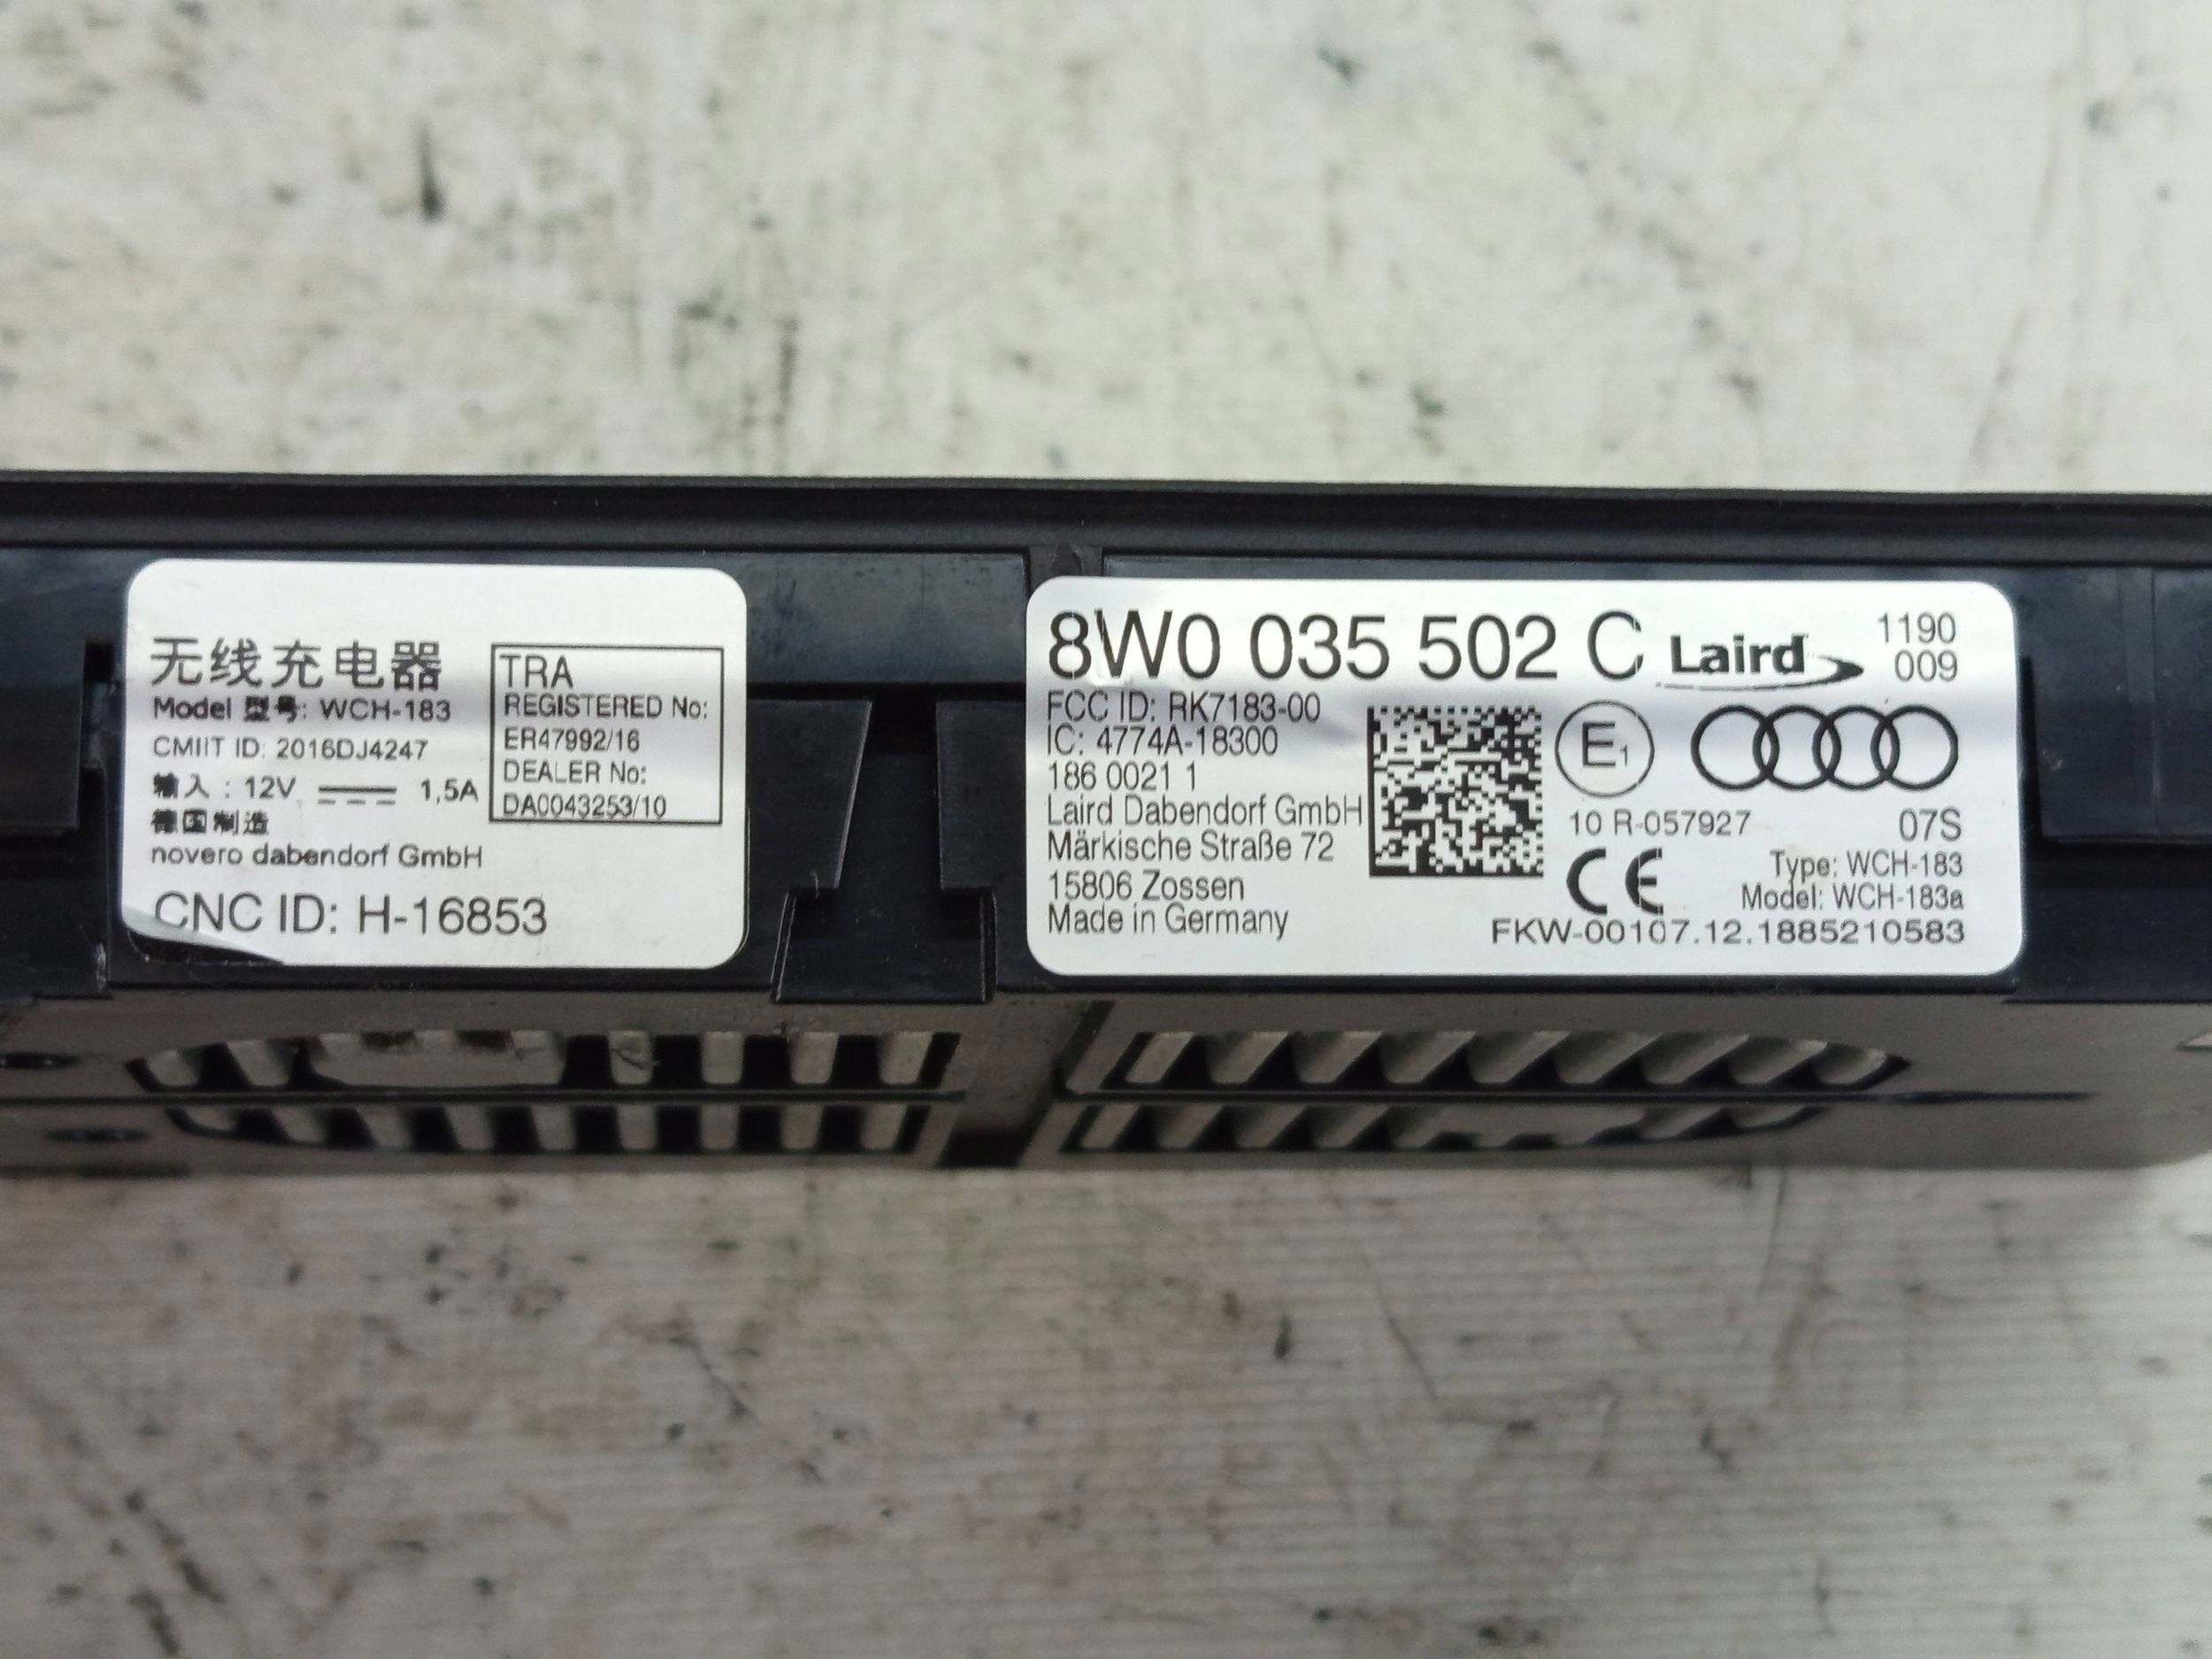 无线充电器
Model 型号: WCH-183
CMIIT ID: 2016DJ4247
输入: 12V 1,5A
德国制造
novero dabendorf GmbH
CNC ID: H-16853
TRA
REGISTERED No:
ER47992/16
DEALER No:
DA0043253/10
8W0 035 502 C Laird
1190
009
FCC ID: RK7183-00
IC: 4774A-18300
186 0021 1
Laird Dabendorf GmbH
Märkische Straße 72
15806 Zossen
Made in Germany
E1
10 R-057927
07S
CE
Type: WCH-183
Model: WCH-183a
FKW-00107.12.1885210583